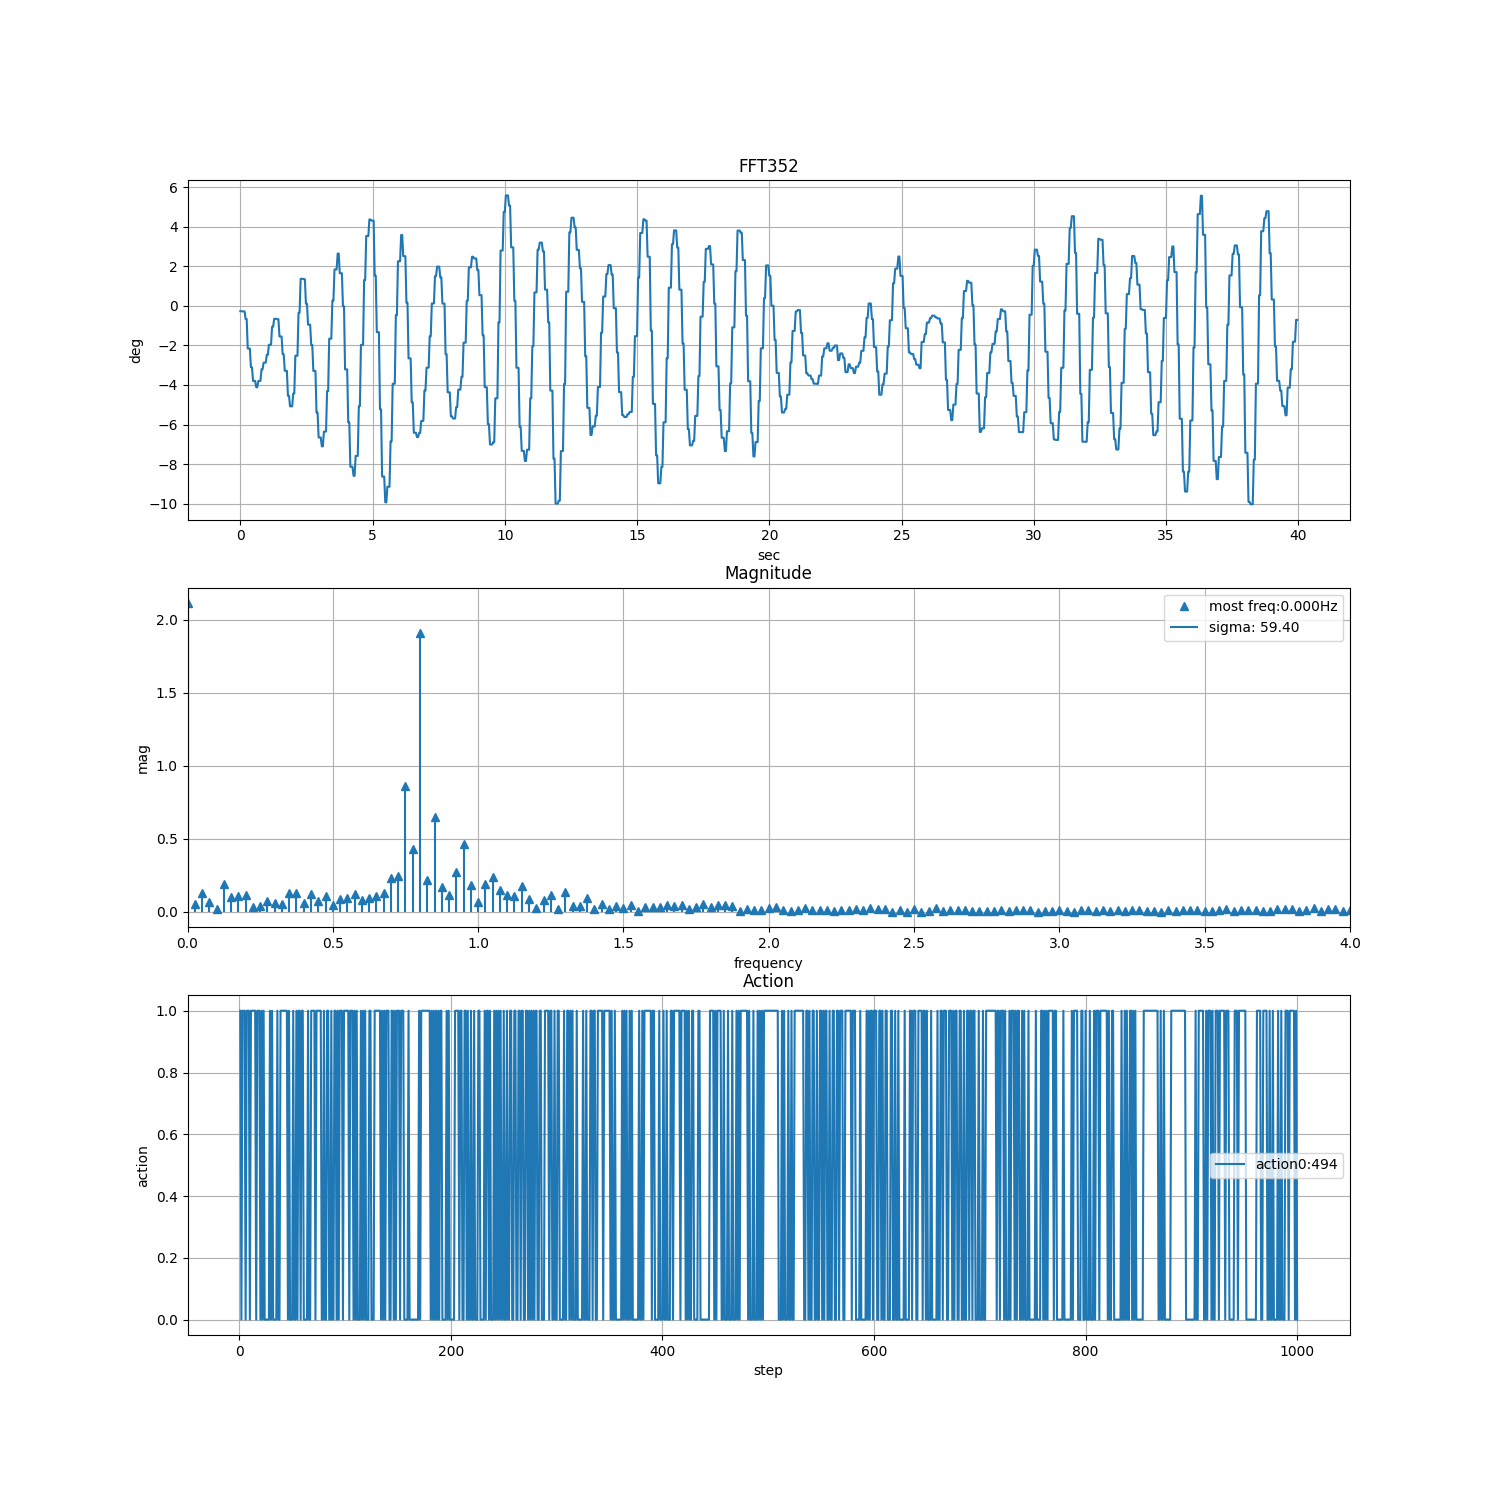 FFT352
6
4
2
0
−2
−4
−6
−8
−10
deg
0 5 10 15 20 25 30 35 40
sec
Magnitude
most freq:0.000Hz
sigma: 59.40
2.0
1.5
1.0
0.5
0.0
mag
0.0 0.5 1.0 1.5 2.0 2.5 3.0 3.5 4.0
frequency
Action
1.0
0.8
0.6
0.4
0.2
0.0
action
action0:494
0 200 400 600 800 1000
step